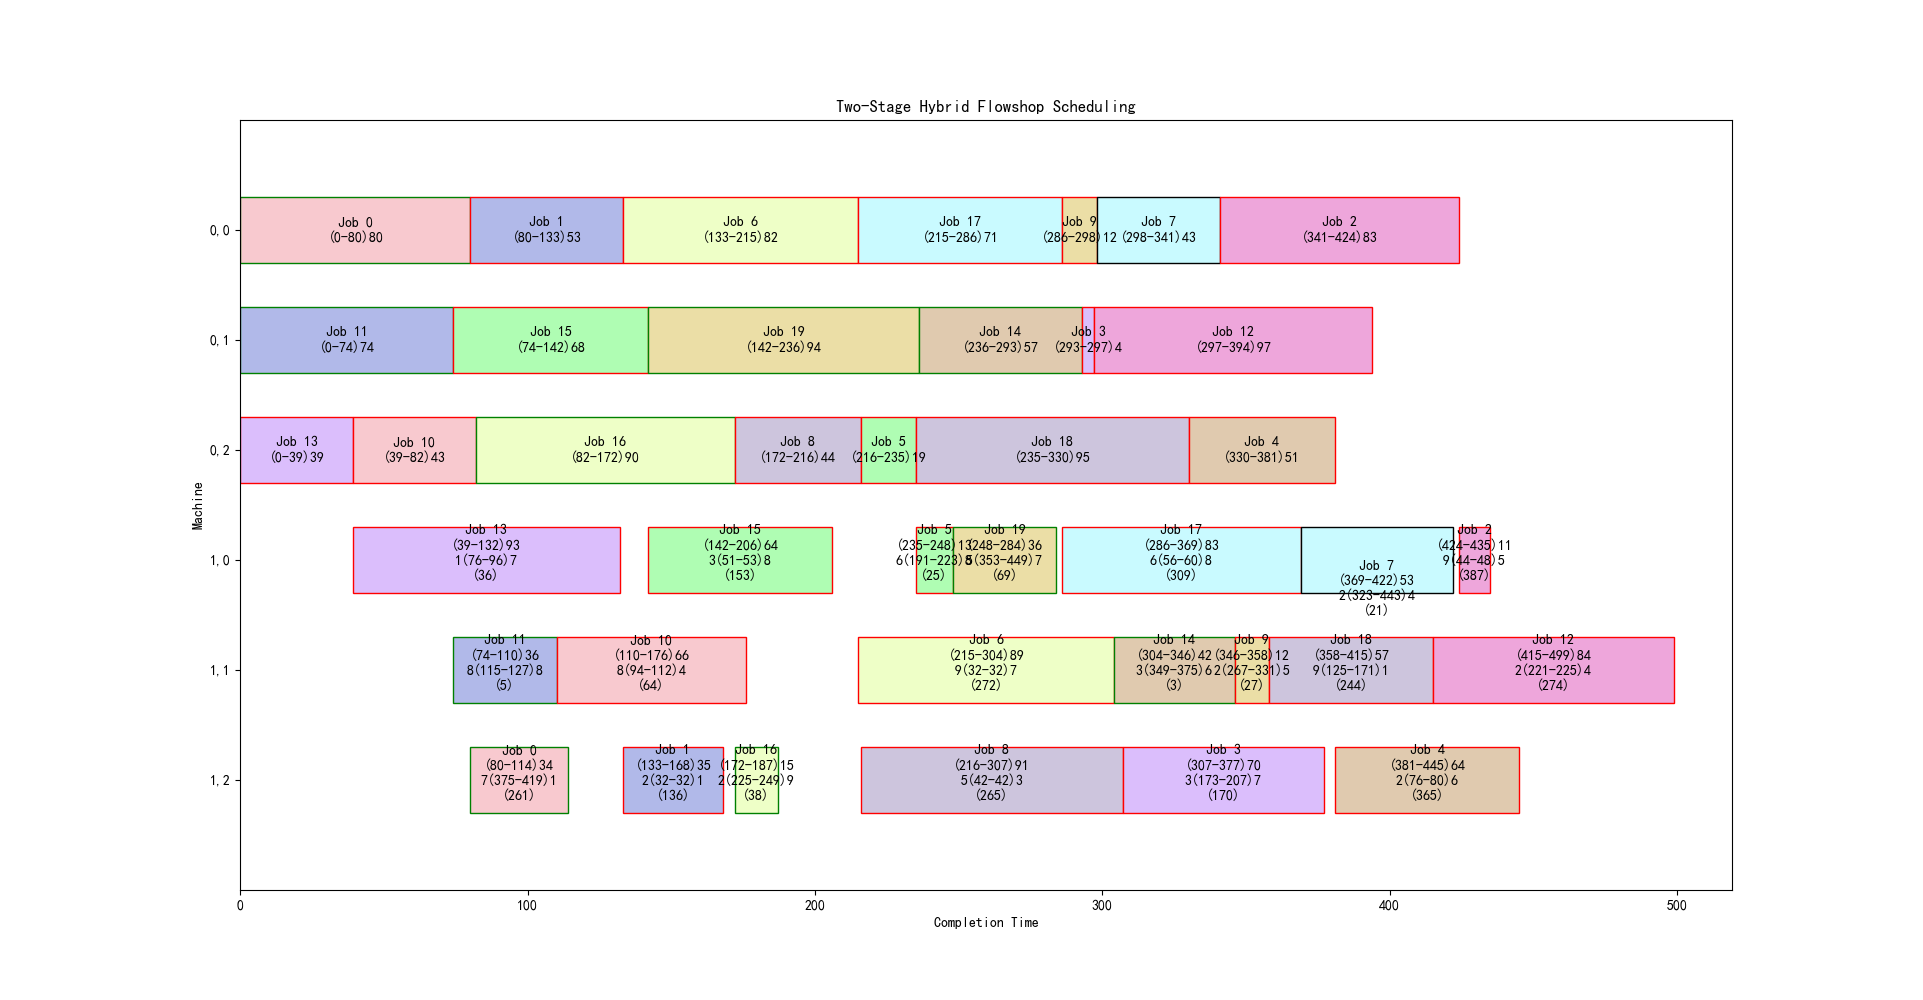 Two-Stage Hybrid Flowshop Scheduling
Machine
0,0
Job 0
(0-80)80
Job 1
(80-133)53
Job 6
(133-215)82
Job 17
(215-286)71
Job 9
(286-298)12
Job 7
(298-341)43
Job 2
(341-424)83
0,1
Job 11
(0-74)74
Job 15
(74-142)68
Job 19
(142-236)94
Job 14
(236-293)57
Job 3
(293-297)4
Job 12
(297-394)97
0,2
Job 13
(0-39)39
Job 10
(39-82)43
Job 16
(82-172)90
Job 8
(172-216)44
Job 5
(216-235)19
Job 18
(235-330)95
Job 4
(330-381)51
1,0
Job 13
(39-132)93
1(76-96)7
(36)
Job 15
(142-206)64
3(51-53)8
(153)
Job 5
(235-248)13
6(191-223)
(25)
Job 19
(248-284)36
(353-449)7
(69)
Job 17
(286-369)83
6(56-60)8
(309)
Job 7
(369-422)53
2(323-443)4
(21)
Job 2
(424-435)11
9(44-48)5
(387)
1,1
Job 11
(74-110)36
8(115-127)8
(5)
Job 10
(110-176)66
8(94-112)4
(64)
Job 6
(215-304)89
9(32-32)7
(272)
Job 14
(304-346)42
3(349-375)6
(3)
Job 9
(346-358)12
2(267-331)5
(27)
Job 18
(358-415)57
9(125-171)1
(244)
Job 12
(415-499)84
2(221-225)4
(274)
1,2
Job 0
(80-114)34
7(375-419)1
(261)
Job 1
(133-168)35
2(32-32)1
(136)
Job 16
(172-187)15
2(225-249)9
(38)
Job 8
(216-307)91
5(42-42)3
(265)
Job 3
(307-377)70
3(173-207)7
(170)
Job 4
(381-445)64
2(76-80)6
(365)
0
100
200
300
400
500
Completion Time